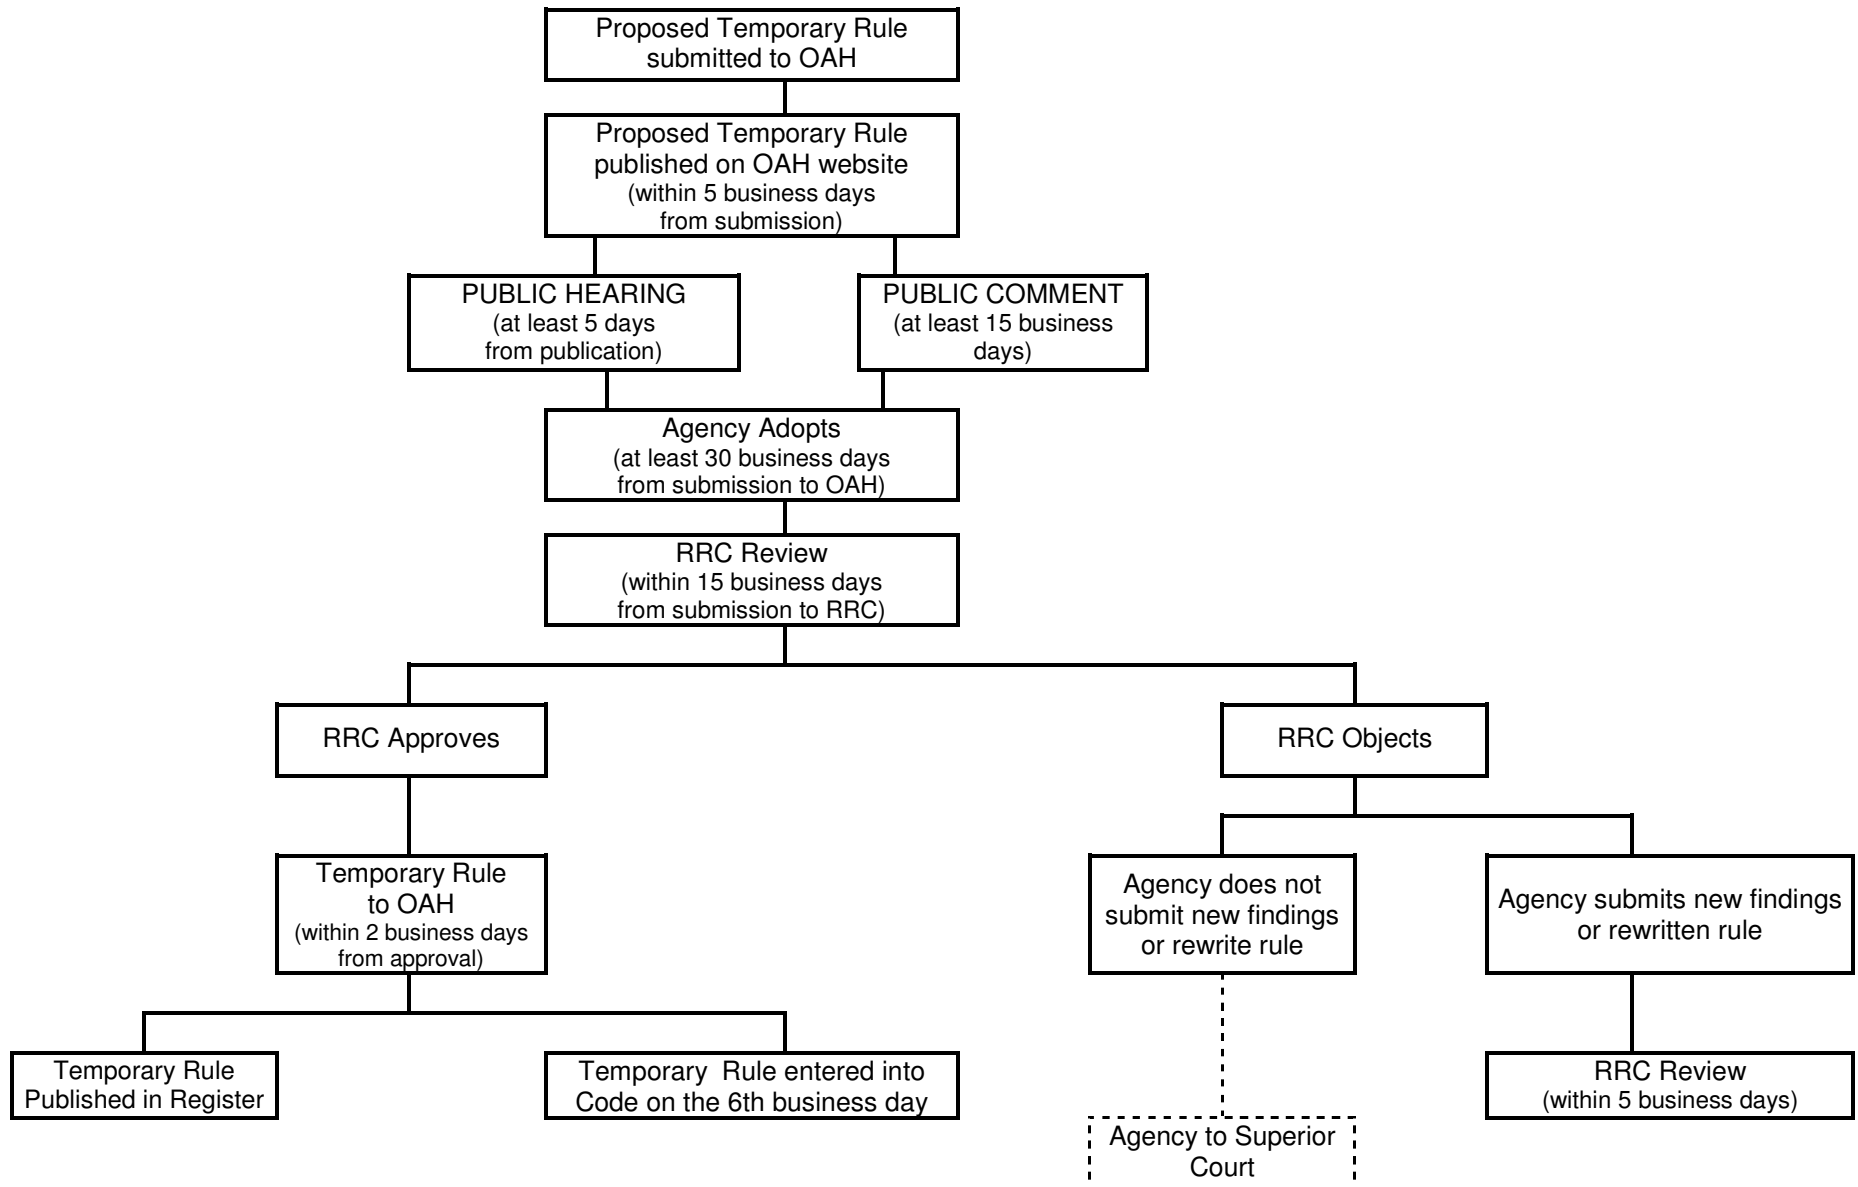 Proposed Temporary Rule
submitted to OAH
Proposed Temporary Rule
published on OAH website
(within 5 business days
from submission)
PUBLIC HEARING
(at least 5 days
from publication)
PUBLIC COMMENT
(at least 15 business
days)
Agency Adopts
(at least 30 business days
from submission to OAH)
RRC Review
(within 15 business days
from submission to RRC)
RRC Approves
RRC Objects
Temporary Rule
to OAH
(within 2 business days
from approval)
Agency does not
submit new findings
or rewrite rule
Agency submits new findings
or rewritten rule
Temporary Rule
Published in Register
Temporary Rule entered into
Code on the 6th business day
RRC Review
(within 5 business days)
Agency to Superior
Court